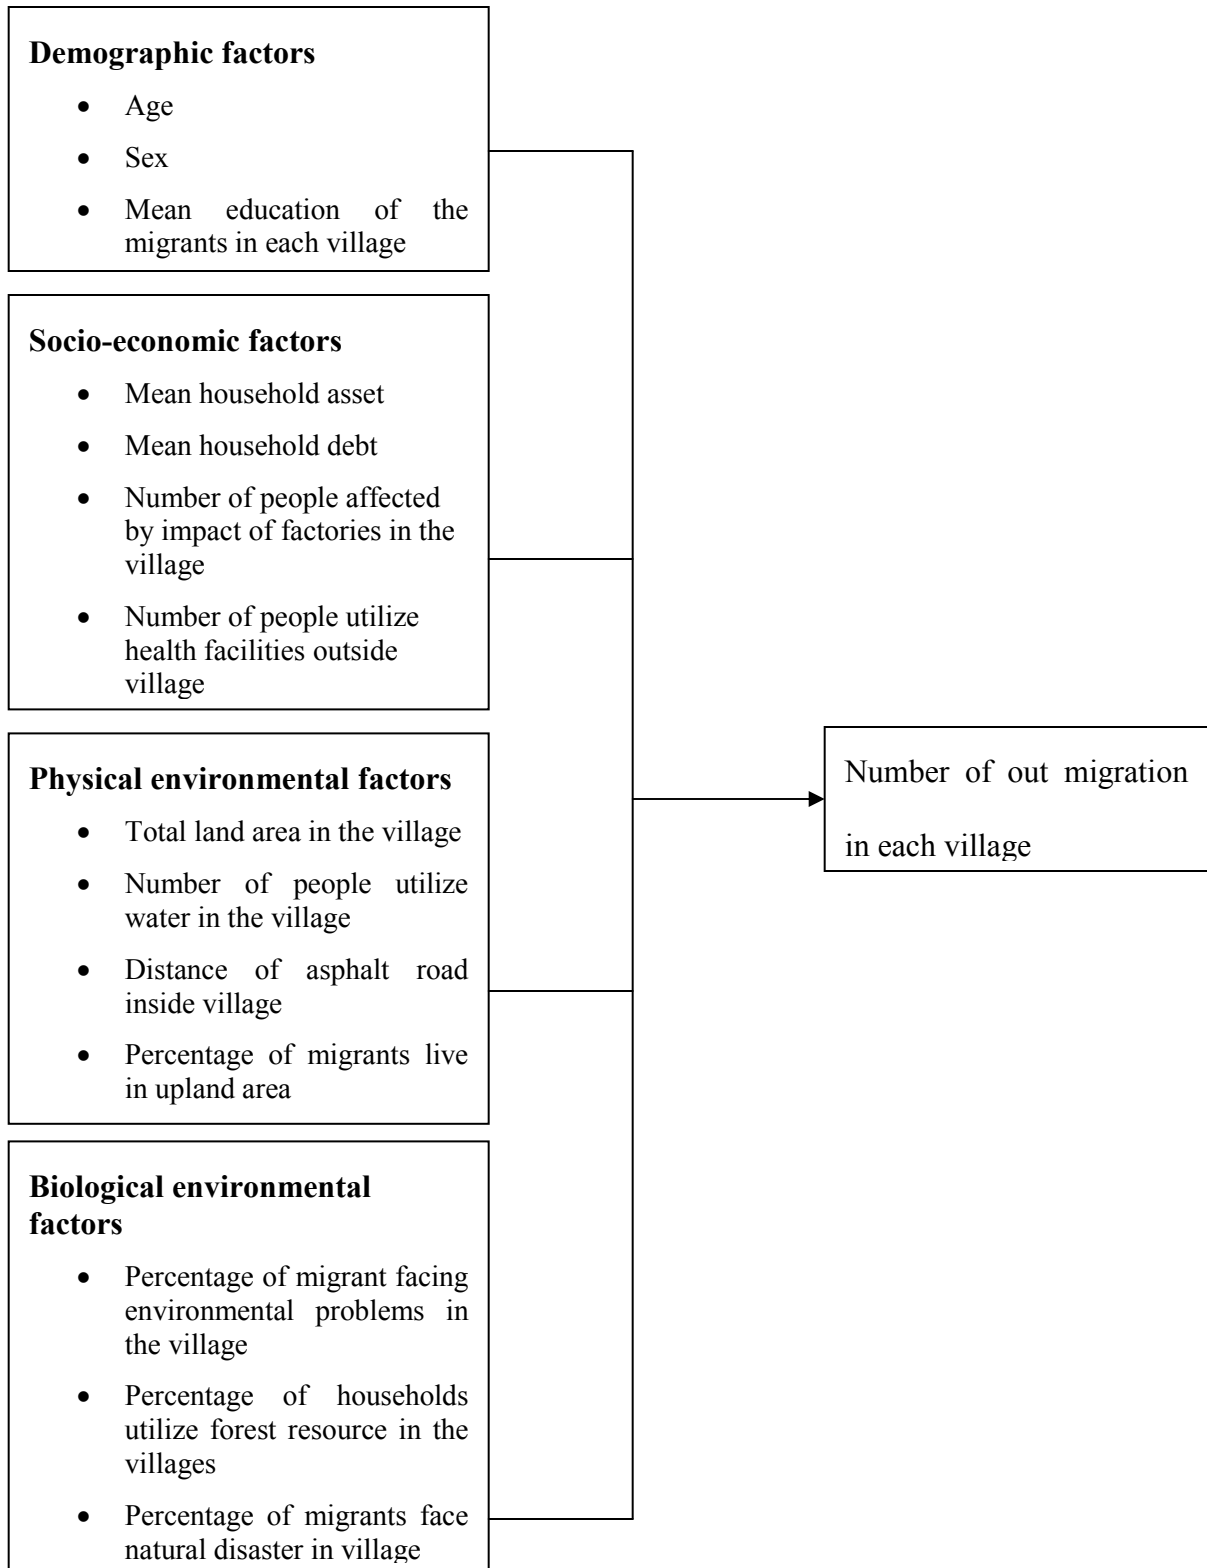 Demographic factors
• Age
• Sex
• Mean education of the
migrants in each village
Socio-economic factors
• Mean household asset
• Mean household debt
• Number of people affected
by impact of factories in the
village
• Number of people utilize
health facilities outside
village
Physical environmental factors
• Total land area in the village
• Number of people utilize
water in the village
• Distance of asphalt road
inside village
• Percentage of migrants live
in upland area
Biological environmental
factors
• Percentage of migrant facing
environmental problems in
the village
• Percentage of households
utilize forest resource in the
villages
• Percentage of migrants face
natural disaster in village
Number of out migration
in each village